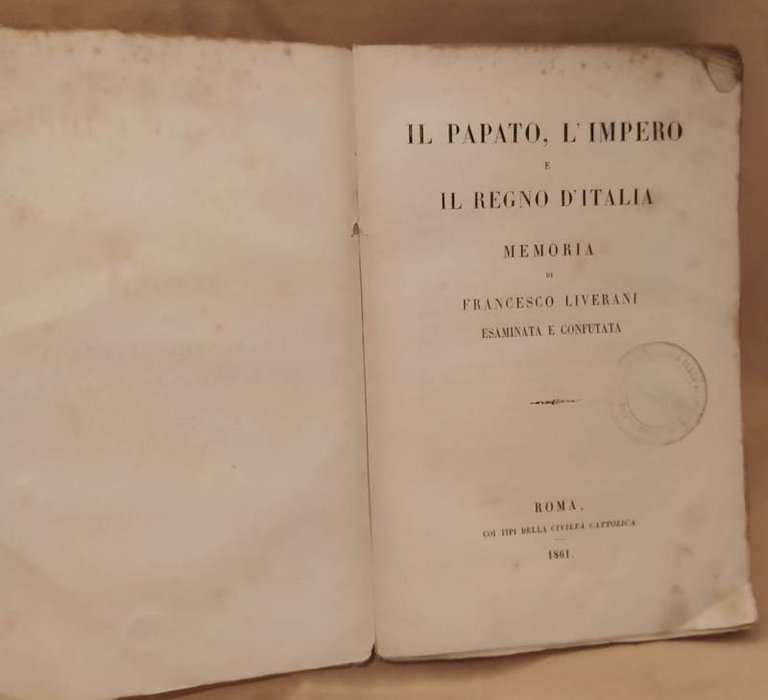 IL PAPATO, L'IMPERO
E
IL REGNO D'ITALIA
MEMORIA
DI
FRANCESCO LIVERANI
ESAMINATA E CONFUTATA
ROMA,
COI TIPI DELLA CIVILTÀ CATTOLICA
1861.